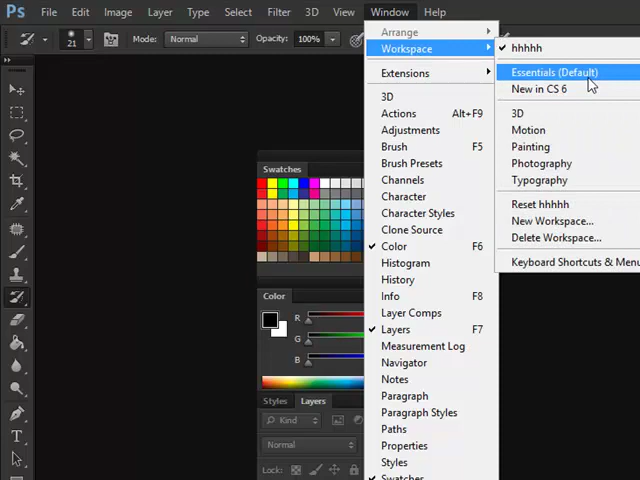 Ps File Edit Image Layer Type Select Filter 3D View Window Help
21 Mode: Normal Opacity: 100%
Arrange
Workspace
Extensions
3D
Actions Alt+F9
Adjustments
Brush F5
Brush Presets
Channels
Character
Character Styles
Clone Source
Color F6
Histogram
History
Info F8
Layer Comps
Layers F7
Measurement Log
Navigator
Notes
Paragraph
Paragraph Styles
Paths
Properties
Styles
Swatches
hhhhh
Essentials (Default)
New in CS 6
3D
Motion
Painting
Photography
Typography
Reset hhhhh
New Workspace...
Delete Workspace...
Keyboard Shortcuts & Menu
Swatches
Color
R
G
B
Styles Layers
Kind
Normal
Lock: